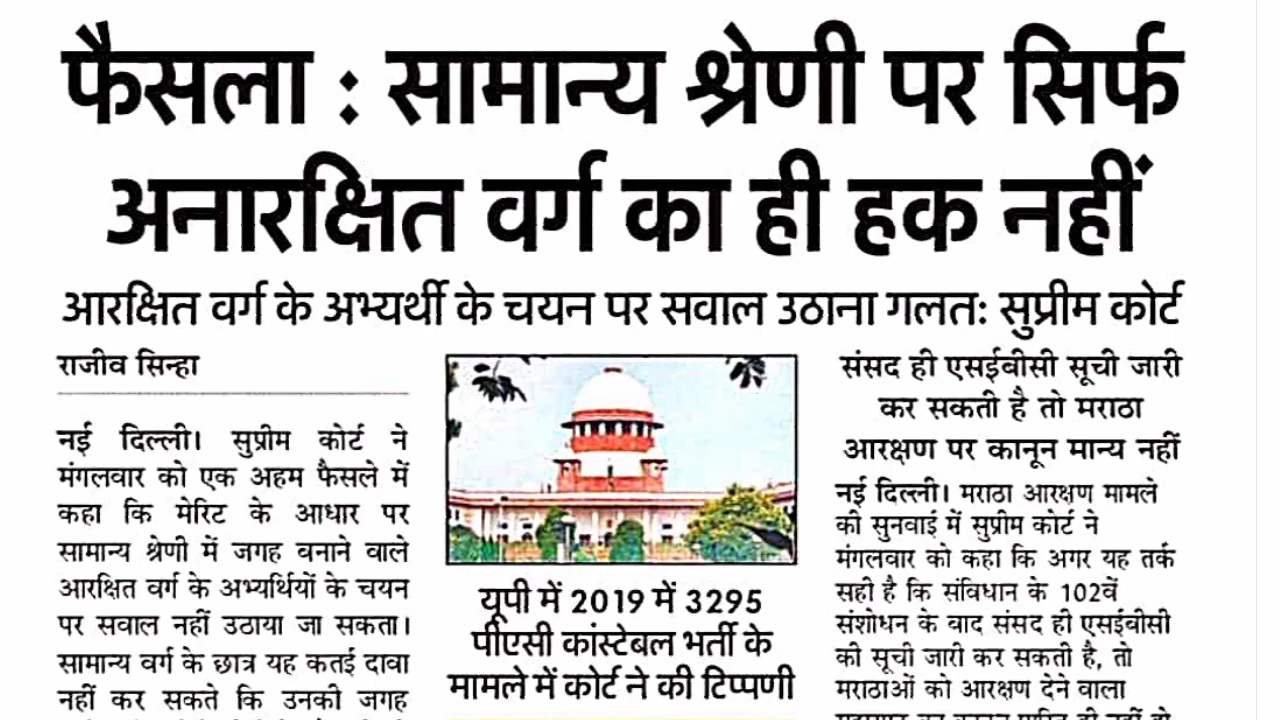 फैसला : सामान्य श्रेणी पर सिर्फ
अनारक्षित वर्ग का ही हक नहीं
आरक्षित वर्ग के अभ्यर्थी के चयन पर सवाल उठाना गलतः सुप्रीम कोर्ट
राजीव सिन्हा
नई दिल्ली। सुप्रीम कोर्ट ने
मंगलवार को एक अहम फैसले में
कहा कि मेरिट के आधार पर
सामान्य श्रेणी में जगह बनाने वाले
आरक्षित वर्ग के अभ्यर्थियों के चयन
पर सवाल नहीं उठाया जा सकता।
सामान्य वर्ग के छात्र यह कतई दावा
नहीं कर सकते कि उनकी जगह
यूपी में 2019 में 3295
पीएसी कांस्टेबल भर्ती के
मामले में कोर्ट ने की टिप्पणी
संसद ही एसईबीसी सूची जारी
कर सकती है तो मराठा
आरक्षण पर कानून मान्य नहीं
नई दिल्ली। मराठा आरक्षण मामले
की सुनवाई में सुप्रीम कोर्ट ने
मंगलवार को कहा कि अगर यह तर्क
सही है कि संविधान के 102वें
संशोधन के बाद संसद ही एसईबीसी
की सूची जारी कर सकती है, तो
मराठाओं को आरक्षण देने वाला